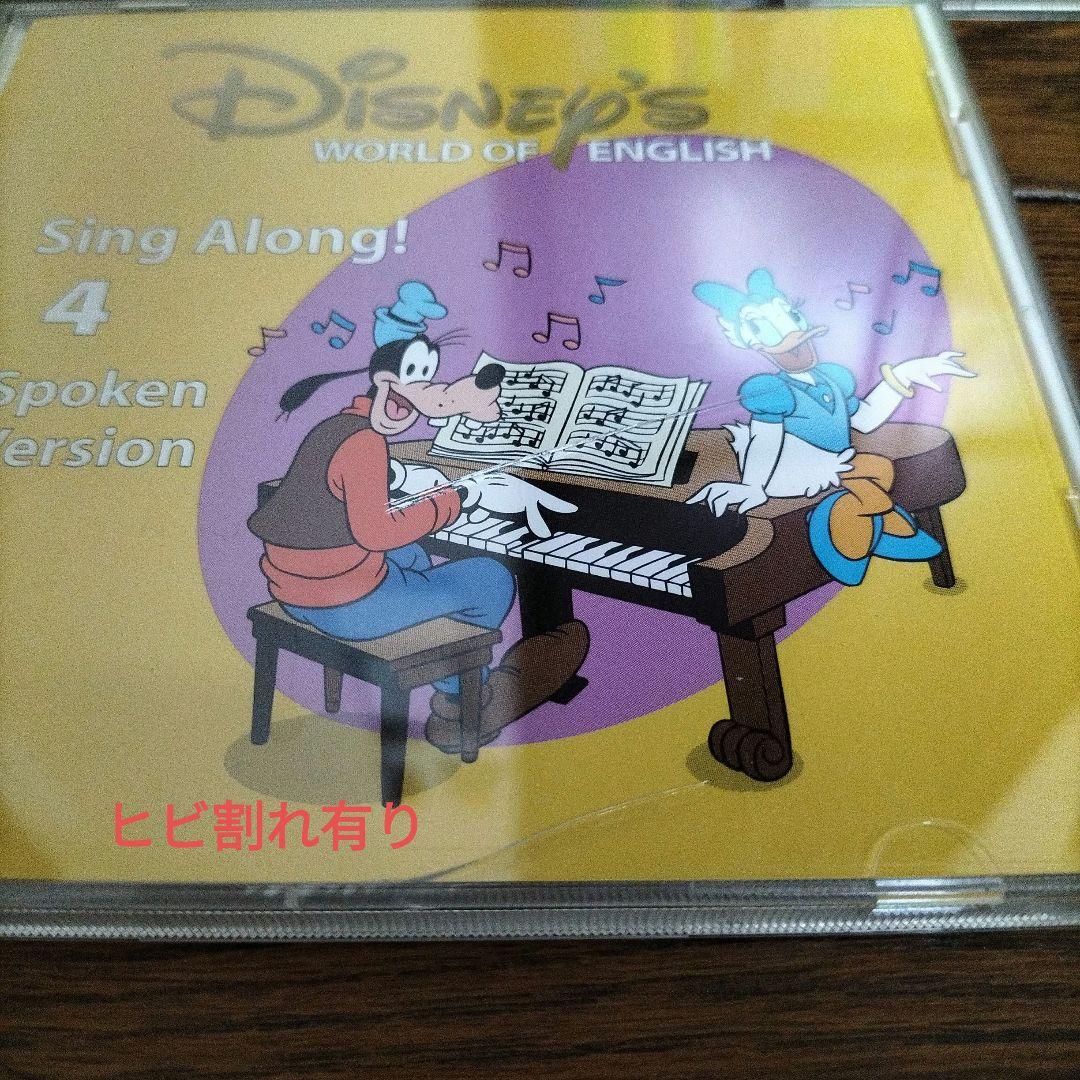 DISNEY'S
WORLD OF ENGLISH
Sing Along!
4
Spoken
Version
ヒビ割れ有り